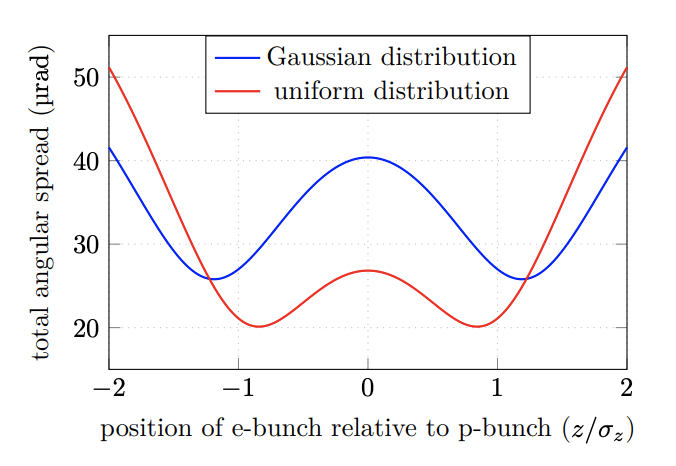 Gaussian distribution
uniform distribution
total angular spread (μrad)
50
40
30
20
−2
−1
0
1
2
position of e-bunch relative to p-bunch (z/σ_z)